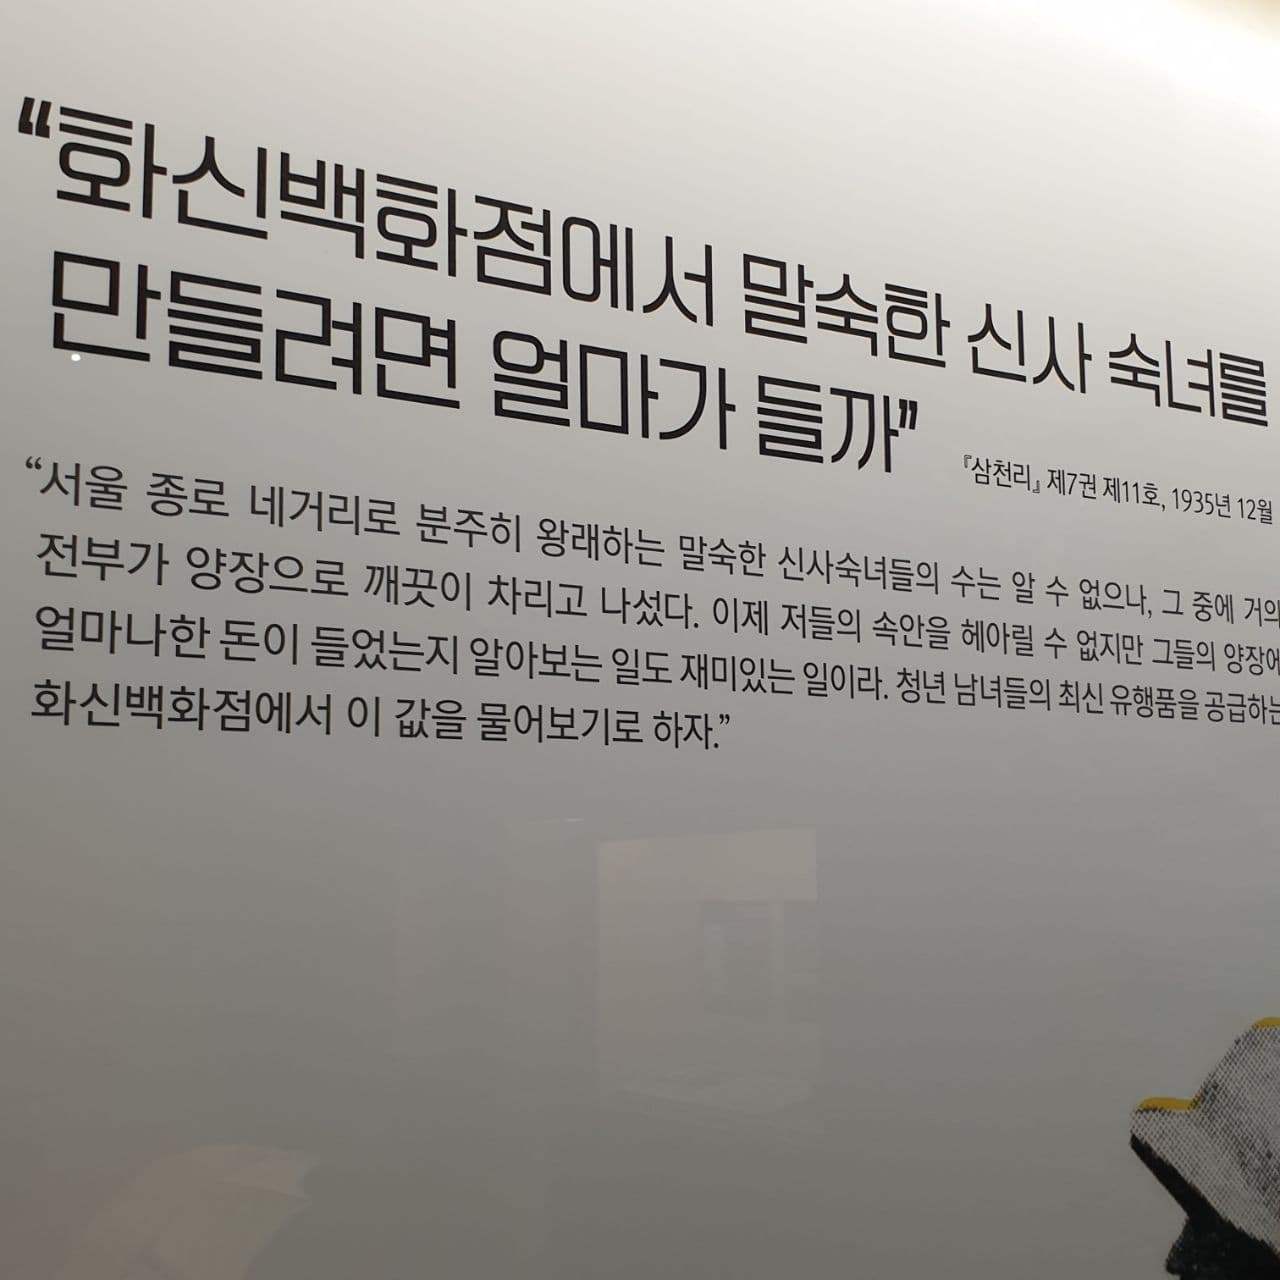 “화신백화점에서 말숙한 신사 숙녀를
만들려면 얼마가 들까”
『삼천리』 제7권 제11호, 1935년 12월
“서울 종로 네거리로 분주히 왕래하는 말숙한 신사숙녀들의 수는 알 수 없으나, 그 중에 거의
전부가 양장으로 깨끗이 차리고 나섰다. 이제 저들의 속안을 헤아릴 수 없지만 그들의 양장에
얼마나한 돈이 들었는지 알아보는 일도 재미있는 일이라. 청년 남녀들의 최신 유행품을 공급하는
화신백화점에서 이 값을 물어보기로 하자.”